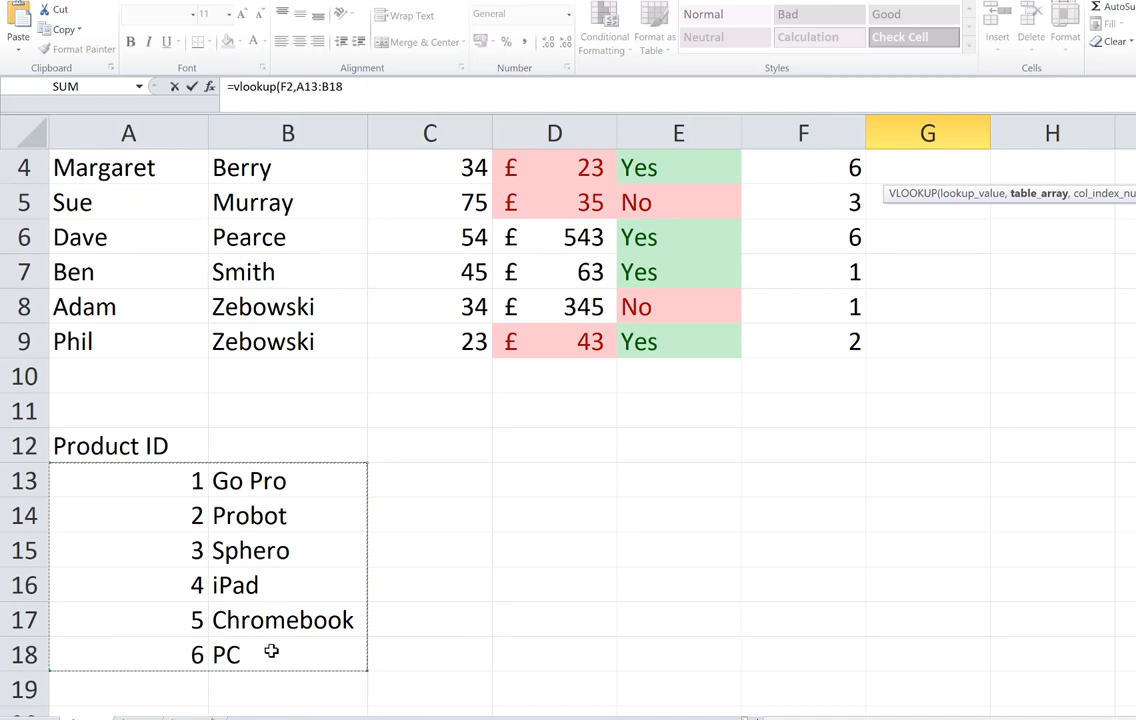 Cut
Copy
Paste
Format Painter
Clipboard
11
B I U
Font
Wrap Text
Merge & Center
Alignment
General
%
Number
Conditional Formatting
Format as Table
Normal Bad Good
Neutral Calculation Check Cell
Styles
Insert Delete Format
Cells
Σ AutoSu
Fill
Clear
SUM fx =vlookup(F2,A13:B18
A B C D E F G H
4 Margaret Berry 34 £ 23 Yes 6
VLOOKUP(lookup_value, table_array, col_index_nu
5 Sue Murray 75 £ 35 No 3
6 Dave Pearce 54 £ 543 Yes 6
7 Ben Smith 45 £ 63 Yes 1
8 Adam Zebowski 34 £ 345 No 1
9 Phil Zebowski 23 £ 43 Yes 2
10
11
12 Product ID
13 1 Go Pro
14 2 Probot
15 3 Sphero
16 4 iPad
17 5 Chromebook
18 6 PC
19